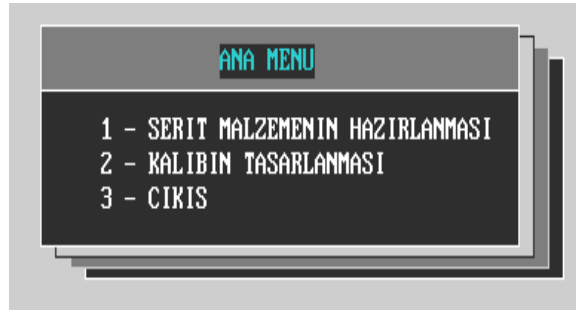 ANA MENU
1 - SERIT MALZEMENIN HAZIRLANMASI
2 - KALIBIN TASARLANMASI
3 - CIKIS